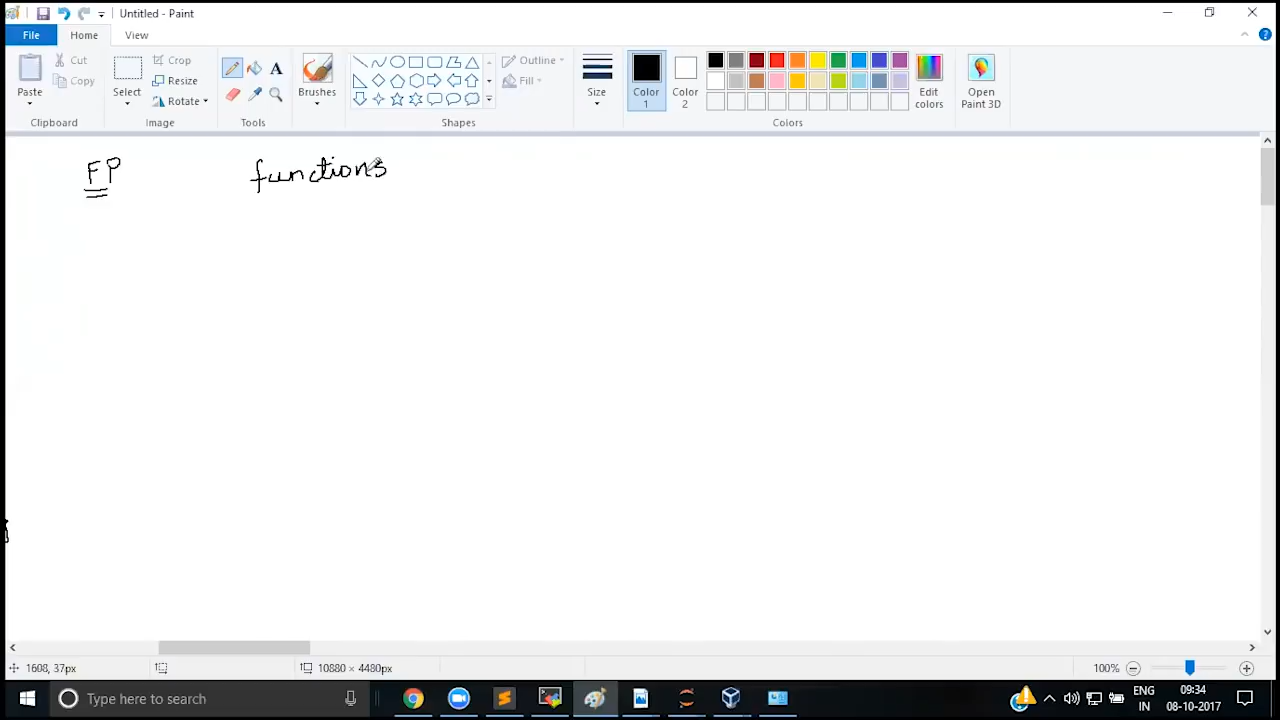 Untitled - Paint
File Home View
Paste
Cut
Copy
Clipboard
Select
Crop
Resize
Rotate
Image
A
Tools
Brushes
Shapes
Outline
Fill
Size
Color 1
Color 2
Colors
Edit colors
Open Paint 3D
FP functions
1608, 37px 10880 × 4480px 100%
Type here to search
ENG
IN
09:34
08-10-2017